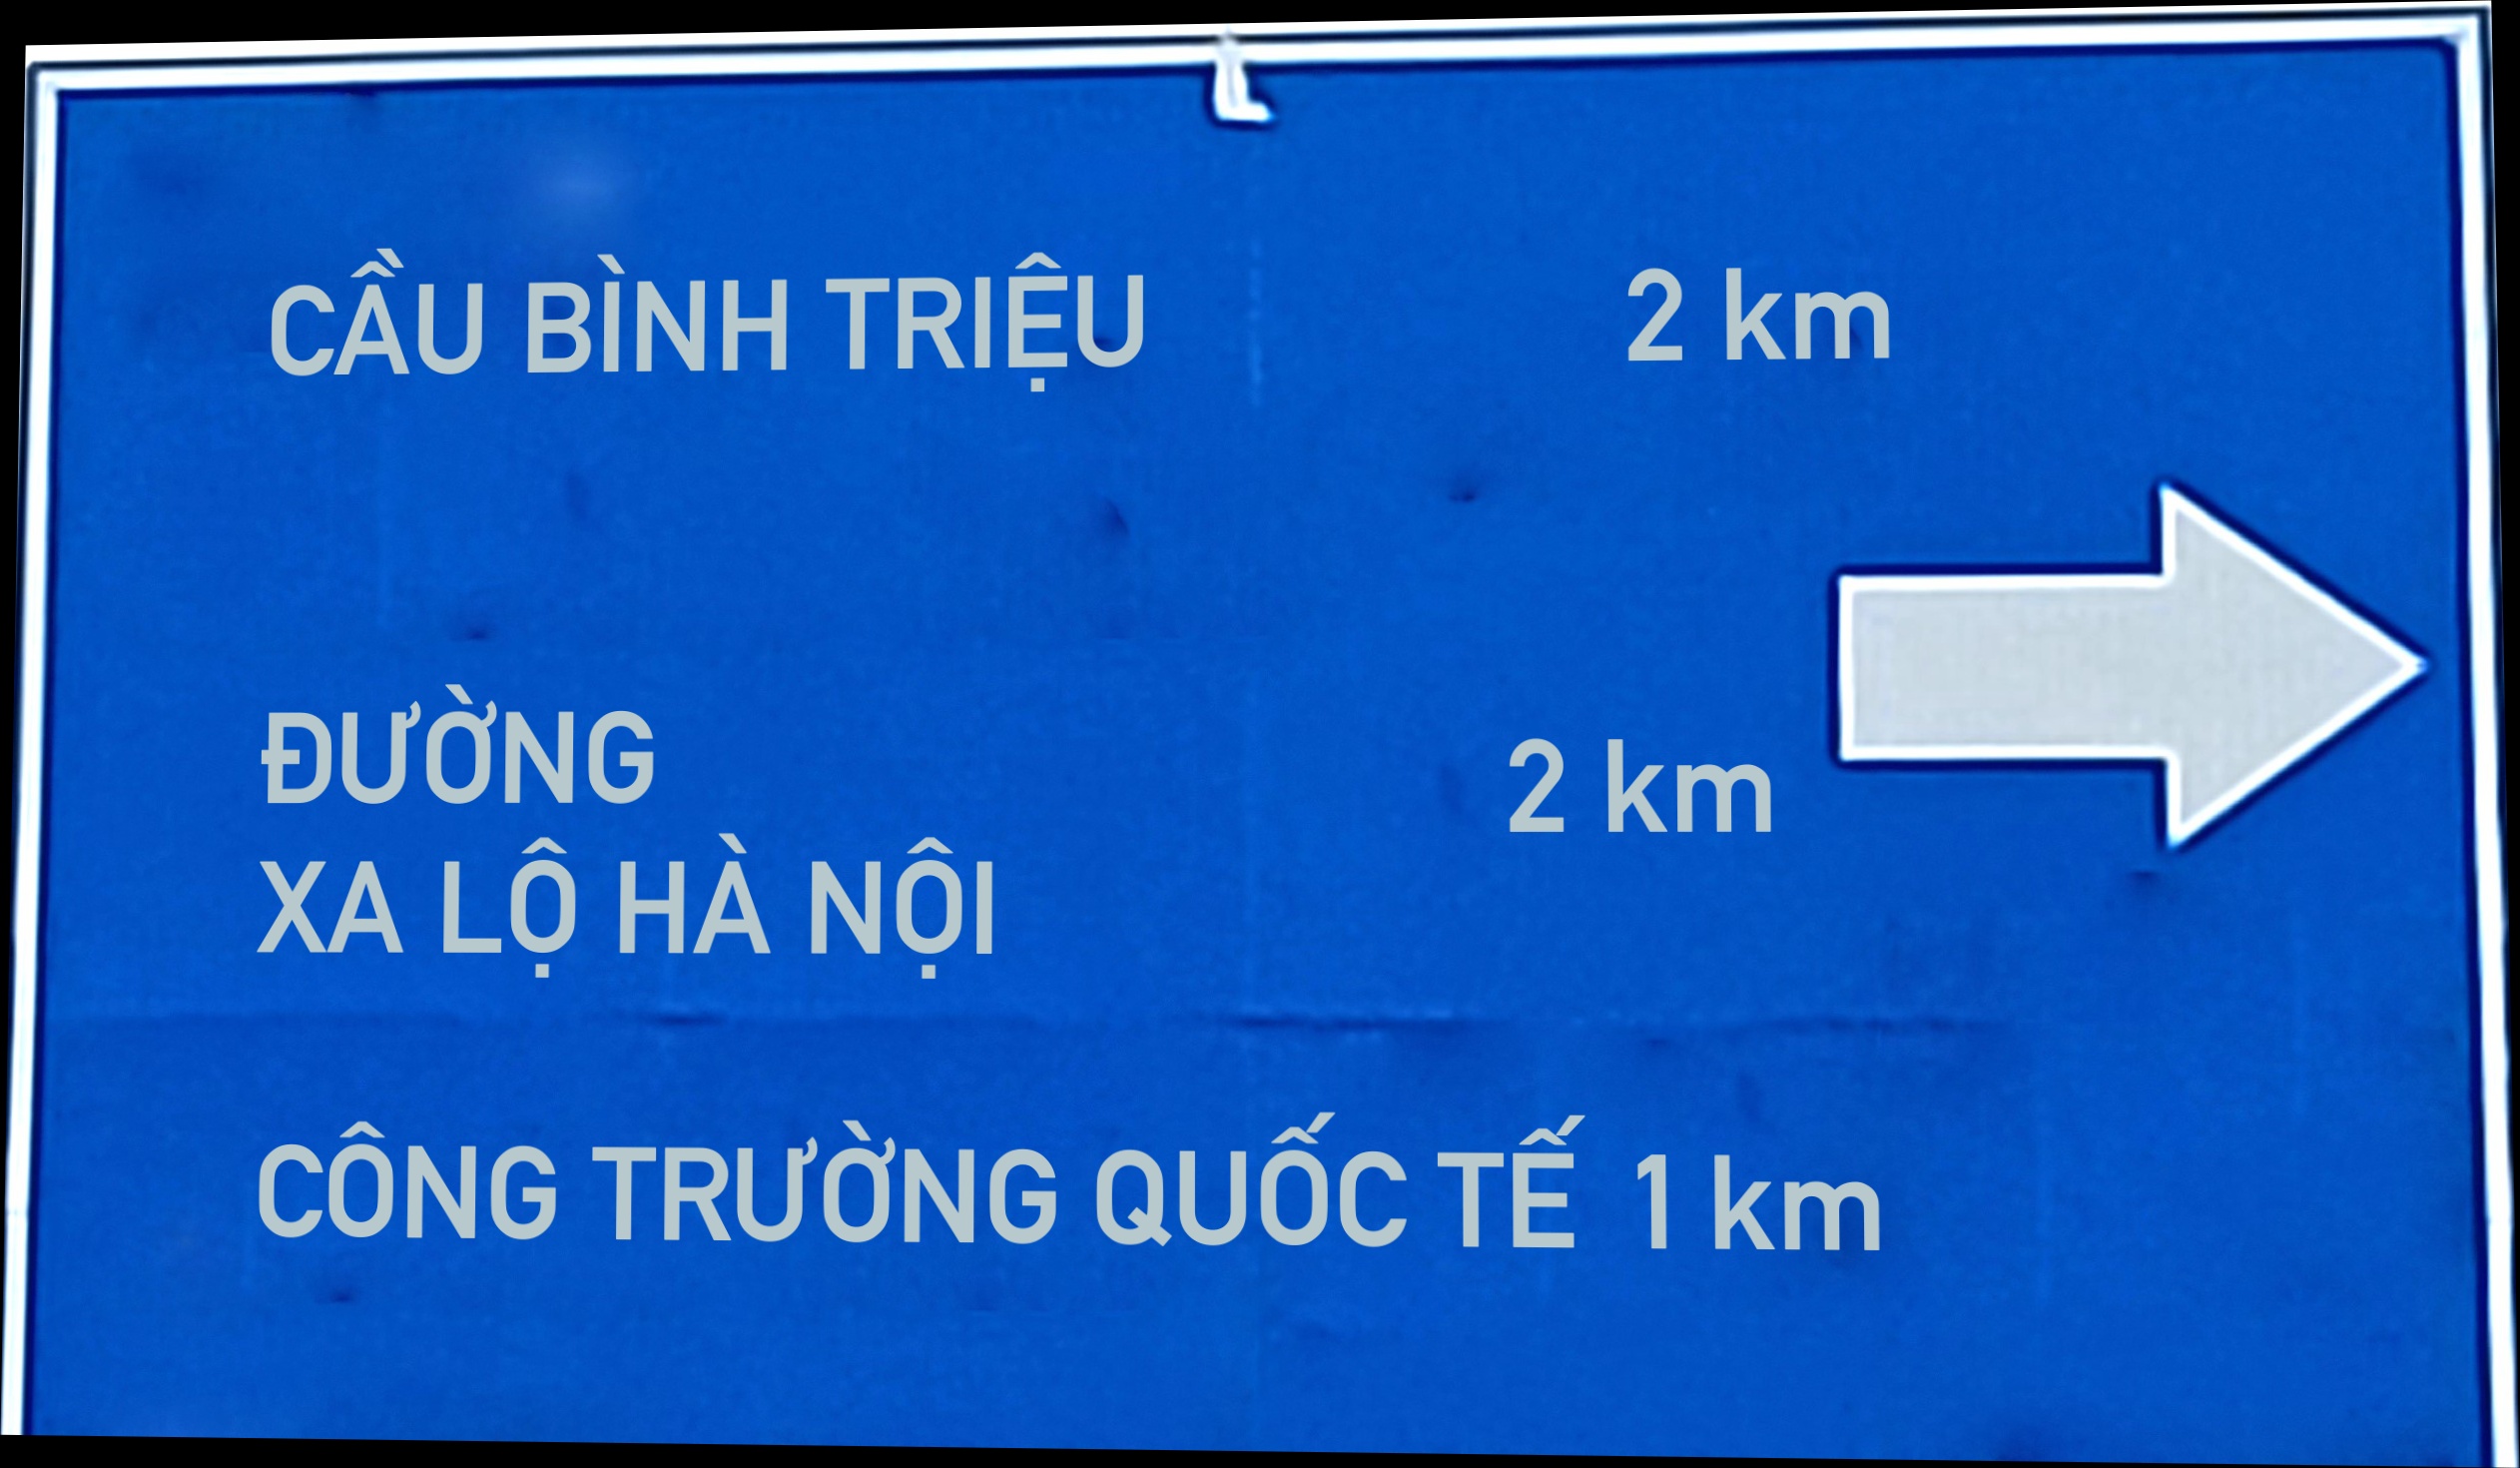 CẦU BÌNH TRIỆU 2 km
ĐƯỜNG
XA LỘ HÀ NỘI 2 km
CÔNG TRƯỜNG QUỐC TẾ 1 km